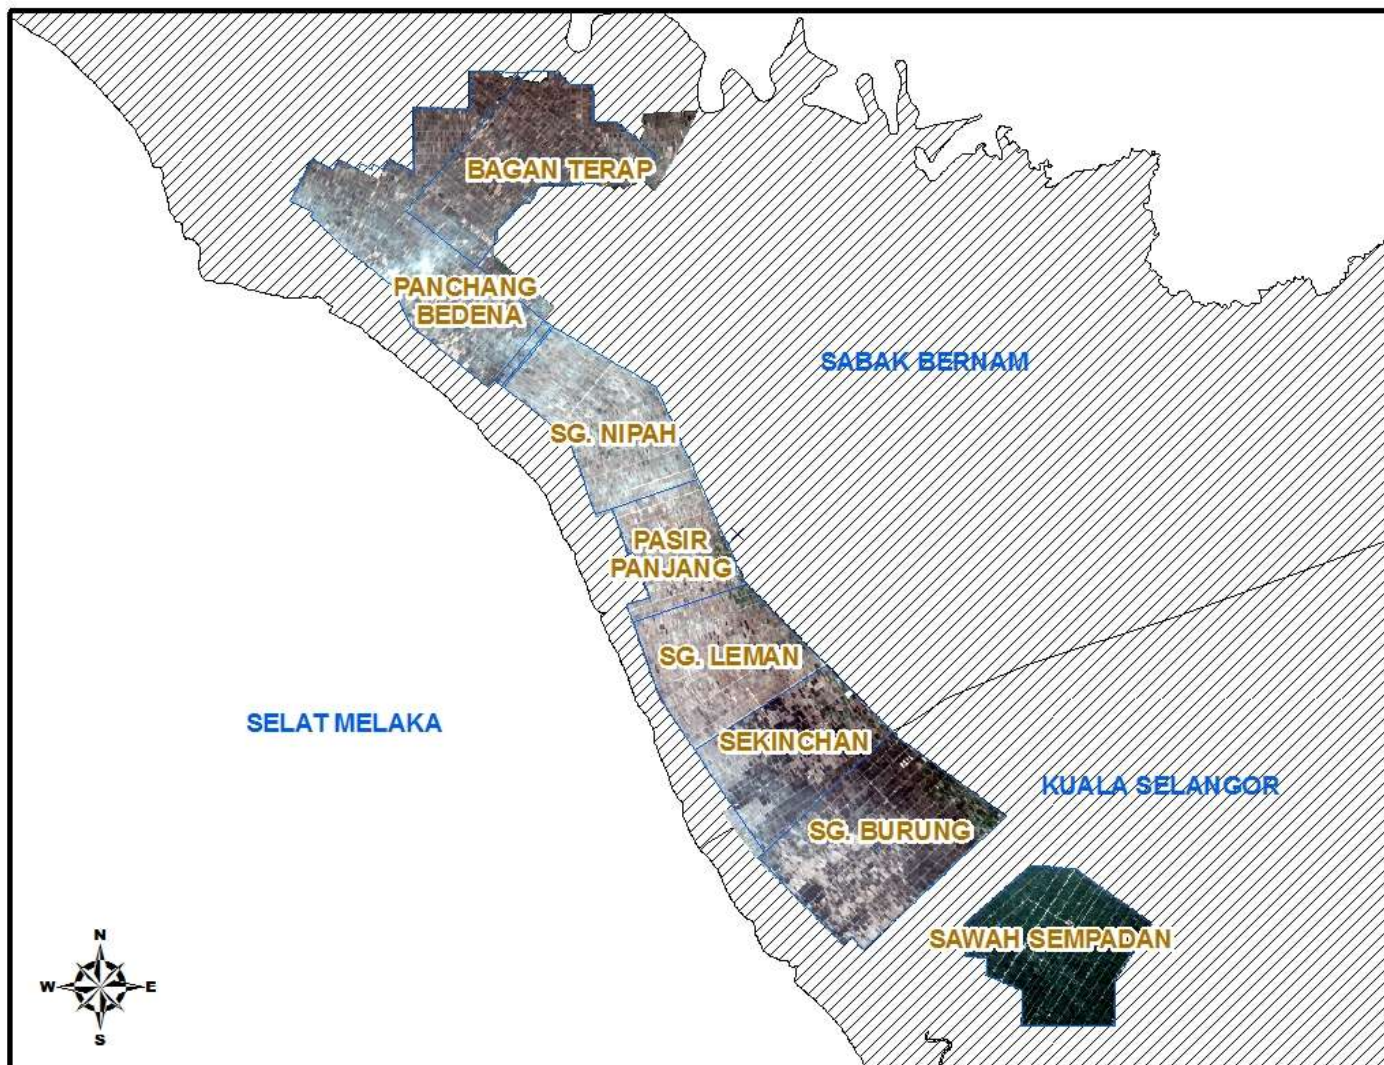 BAGAN TERAP
PANCHANG
BEDENA
SABAK BERNAM
SG. NIPAH
PASIR
PANJANG
SG. LEMAN
SELAT MELAKA
SEKINCHAN
KUALA SELANGOR
SG. BURUNG
SAWAH SEMPADAN
N
W E
S